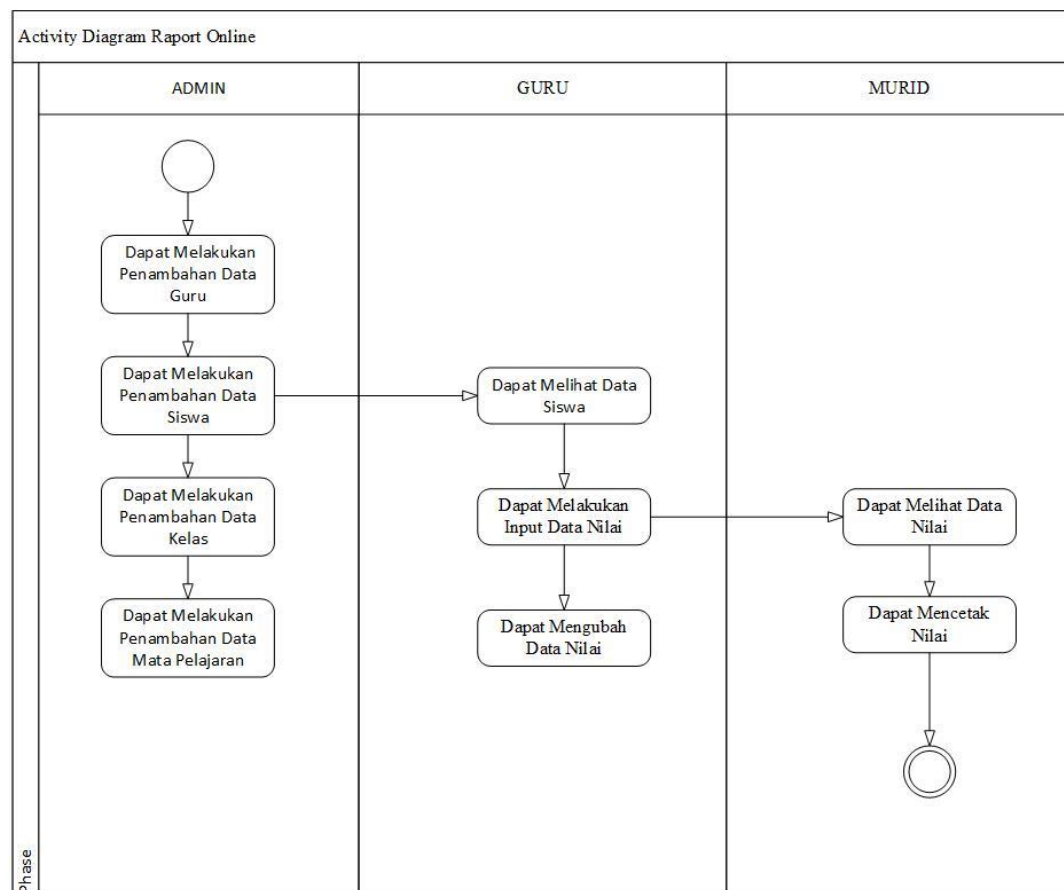 Activity Diagram Raport Online
ADMIN
GURU
MURID
Dapat Melakukan
Penambahan Data
Guru
Dapat Melakukan
Penambahan Data
Siswa
Dapat Melihat Data
Siswa
Dapat Melakukan
Penambahan Data
Kelas
Dapat Melakukan
Input Data Nilai
Dapat Melihat Data
Nilai
Dapat Melakukan
Penambahan Data
Mata Pelajaran
Dapat Mengubah
Data Nilai
Dapat Mencetak
Nilai
Phase